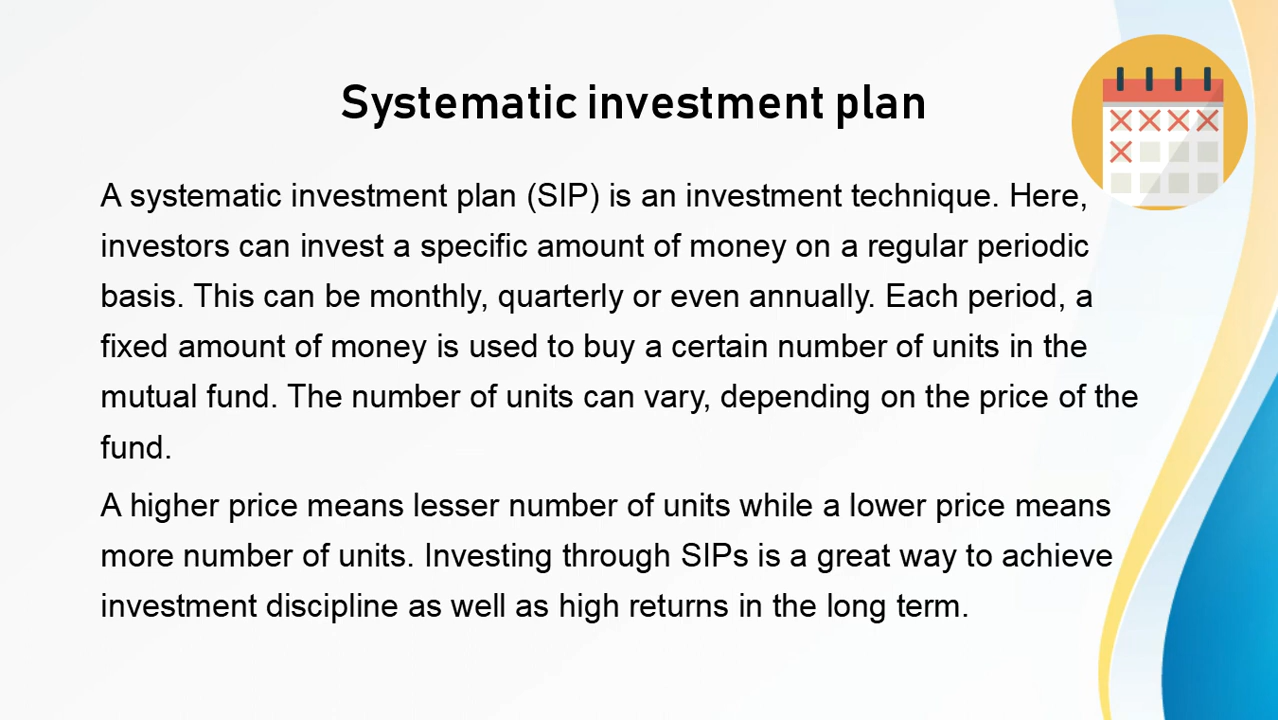 Systematic investment plan
A systematic investment plan (SIP) is an investment technique. Here,
investors can invest a specific amount of money on a regular periodic
basis. This can be monthly, quarterly or even annually. Each period, a
fixed amount of money is used to buy a certain number of units in the
mutual fund. The number of units can vary, depending on the price of the
fund.
A higher price means lesser number of units while a lower price means
more number of units. Investing through SIPs is a great way to achieve
investment discipline as well as high returns in the long term.